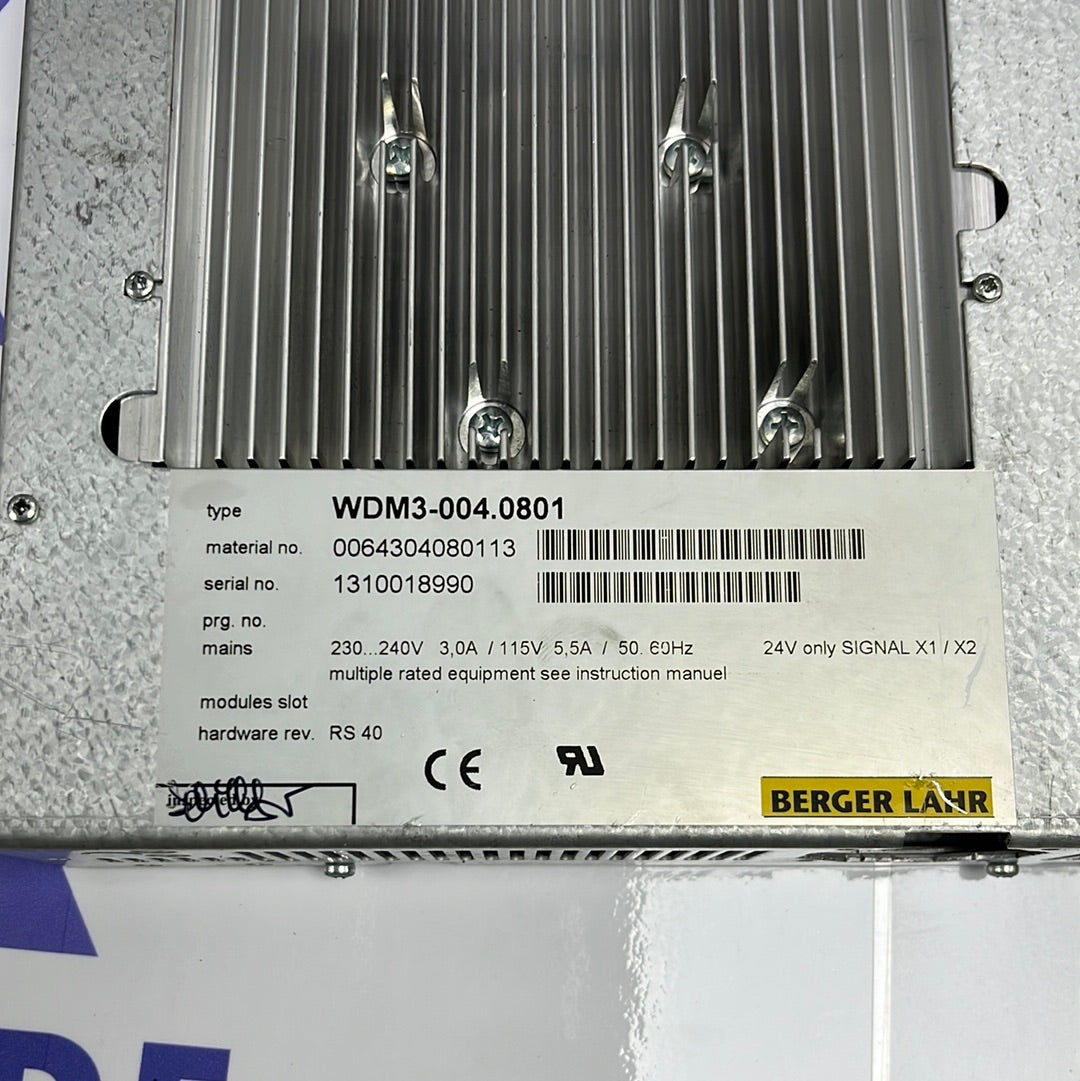 type WDM3-004.0801
material no. 0064304080113
serial no. 1310018990
prg. no.
mains 230...240V 3,0A / 115V 5,5A / 50. 60Hz 24V only SIGNAL X1 / X2
multiple rated equipment see instruction manuel
modules slot
hardware rev. RS 40
CE
inspected by
BERGER LAHR